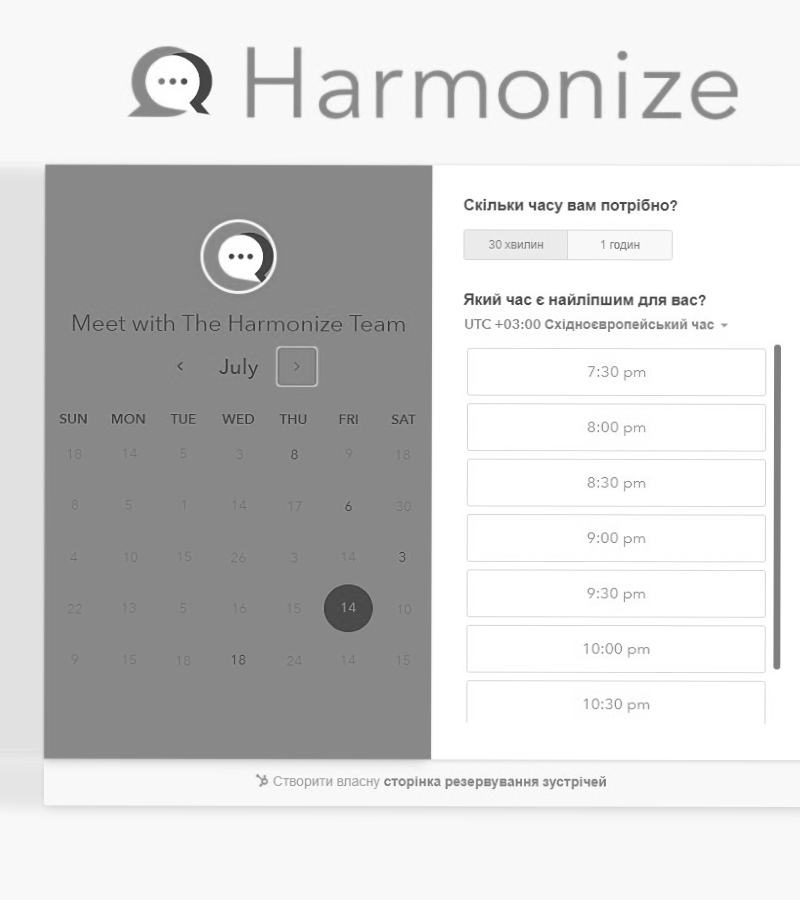 Harmonize
Meet with The Harmonize Team
July
SUN MON TUE WED THU FRI SAT
18 14 5 3 8 9 18
8 5 1 14 17 6 30
4 10 15 26 3 14 3
22 13 5 16 15 14 10
9 15 18 18 24 14 15
Скільки часу вам потрібно?
30 хвилин 1 годин
Який час є найліпшим для вас?
UTC +03:00 Східноєвропейський час
7:30 pm
8:00 pm
8:30 pm
9:00 pm
9:30 pm
10:00 pm
10:30 pm
Створити власну сторінка резервування зустрічей